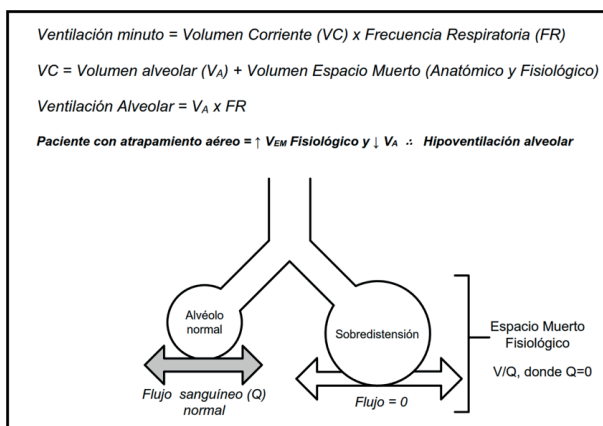 Ventilación minuto = Volumen Corriente (VC) x Frecuencia Respiratoria (FR)
VC = Volumen alveolar (VA) + Volumen Espacio Muerto (Anatómico y Fisiológico)
Ventilación Alveolar = VA x FR
Paciente con atrapamiento aéreo = ↑ VEM Fisiológico y ↓ VA ∴ Hipoventilación alveolar
Alvéolo
normal
Sobredistensión
Flujo sanguíneo (Q)
normal
Flujo = 0
Espacio Muerto
Fisiológico
V/Q, donde Q=0